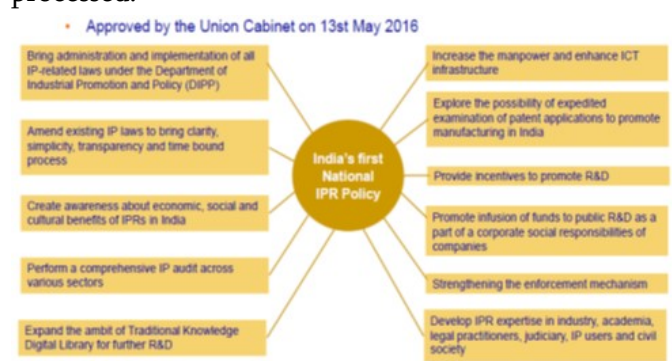 • Approved by the Union Cabinet on 13st May 2016
Bring administration and implementation of all
IP-related laws under the Department of
Industrial Promotion and Policy (DIPP)
Amend existing IP laws to bring clarity,
simplicity, transparency and time bound
process
Create awareness about economic, social and
cultural benefits of IPRs in India
Perform a comprehensive IP audit across
various sectors
Expand the ambit of Traditional Knowledge
Digital Library for further R&D
India's first
National
IPR Policy
Increase the manpower and enhance ICT
infrastructure
Explore the possibility of expedited
examination of patent applications to promote
manufacturing in India
Provide incentives to promote R&D
Promote infusion of funds to public R&D as a
part of a corporate social responsibilities of
companies
Strengthening the enforcement mechanism
Develop IPR expertise in industry, academia,
legal practitioners, judiciary, IP users and civil
society